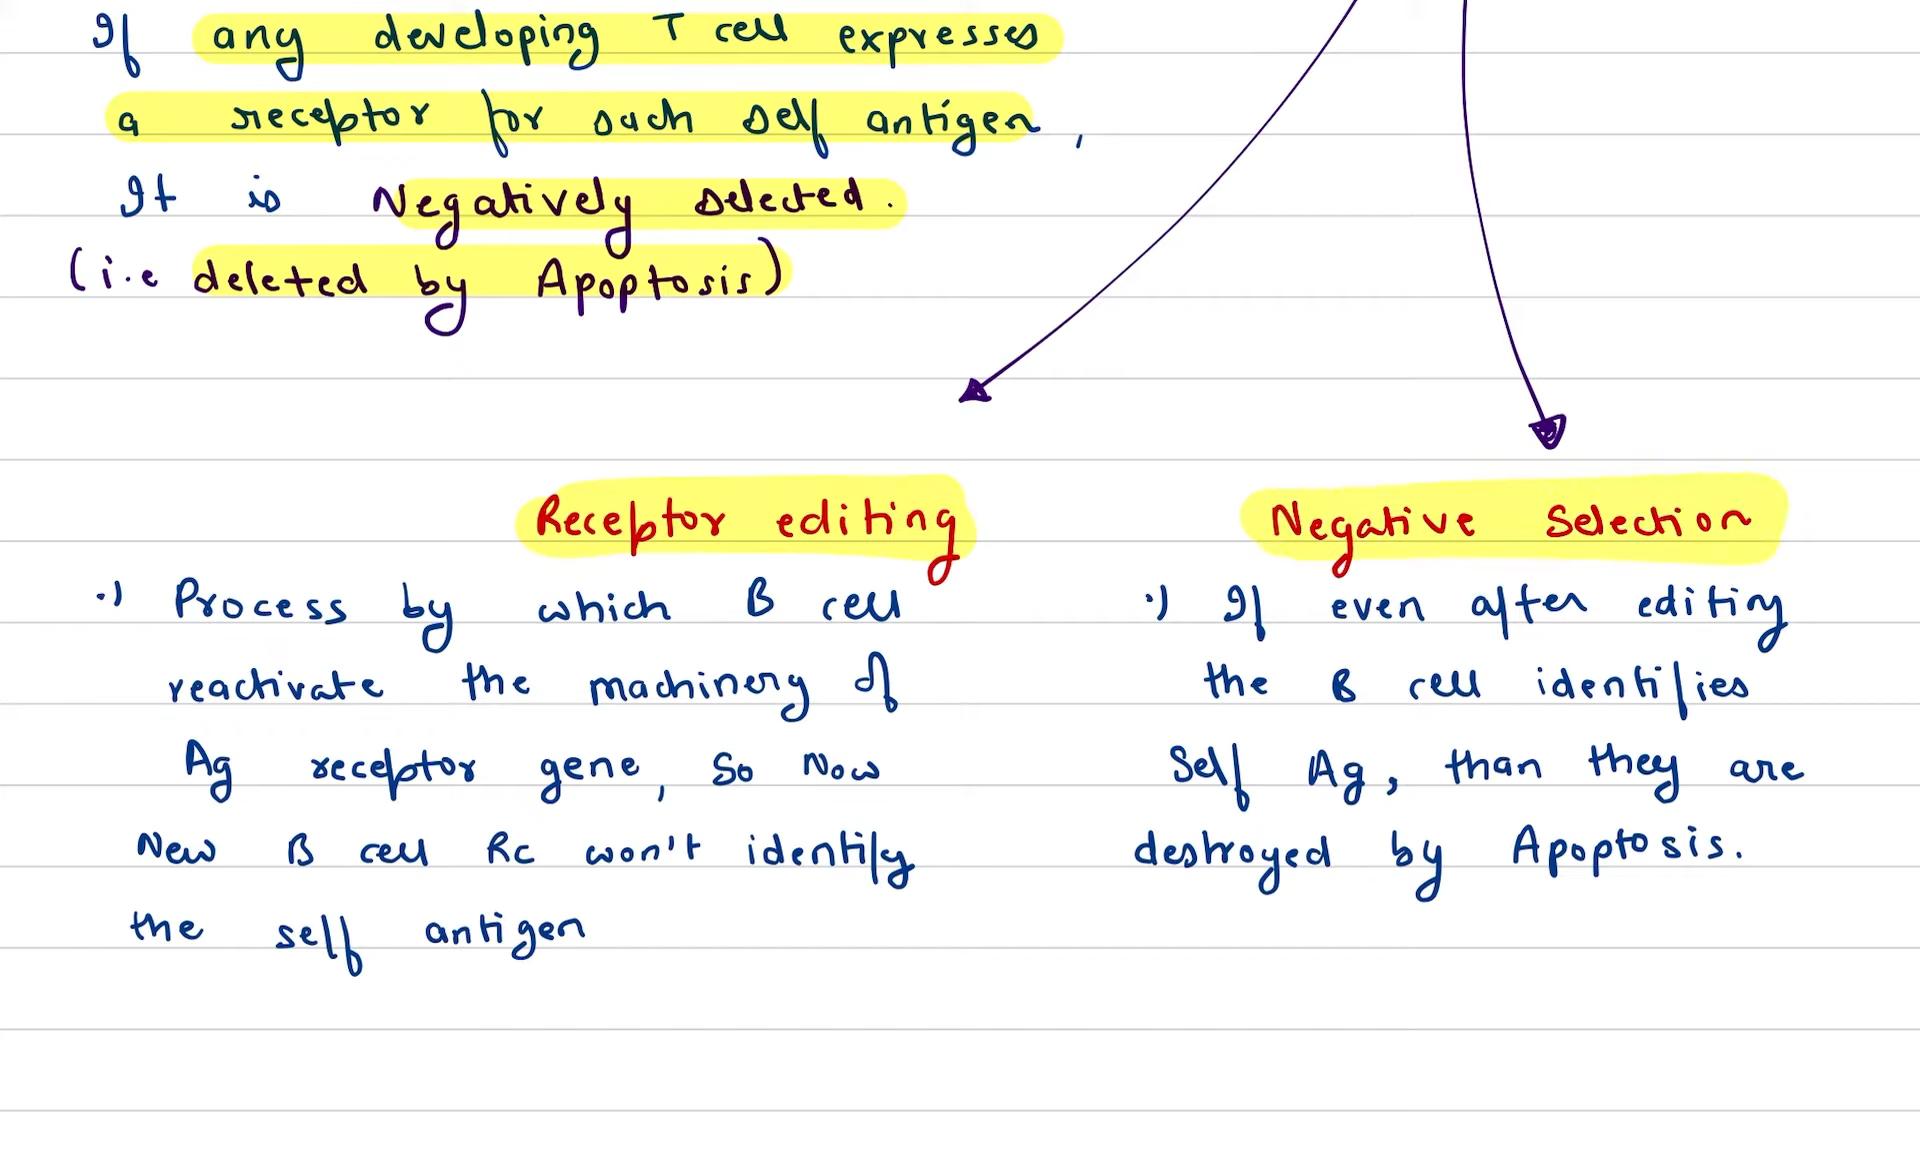 If any developing T cell expresses
a receptor for such self antigen,
It is Negatively selected.
(i.e deleted by Apoptosis)
Receptor editing
·) Process by which B cell
reactivate the machinery of
Ag receptor gene, So Now
New B cell Rc won't identify
the self antigen
Negative Selection
·) If even after editing
the B cell identifies
Self Ag, than they are
destroyed by Apoptosis.